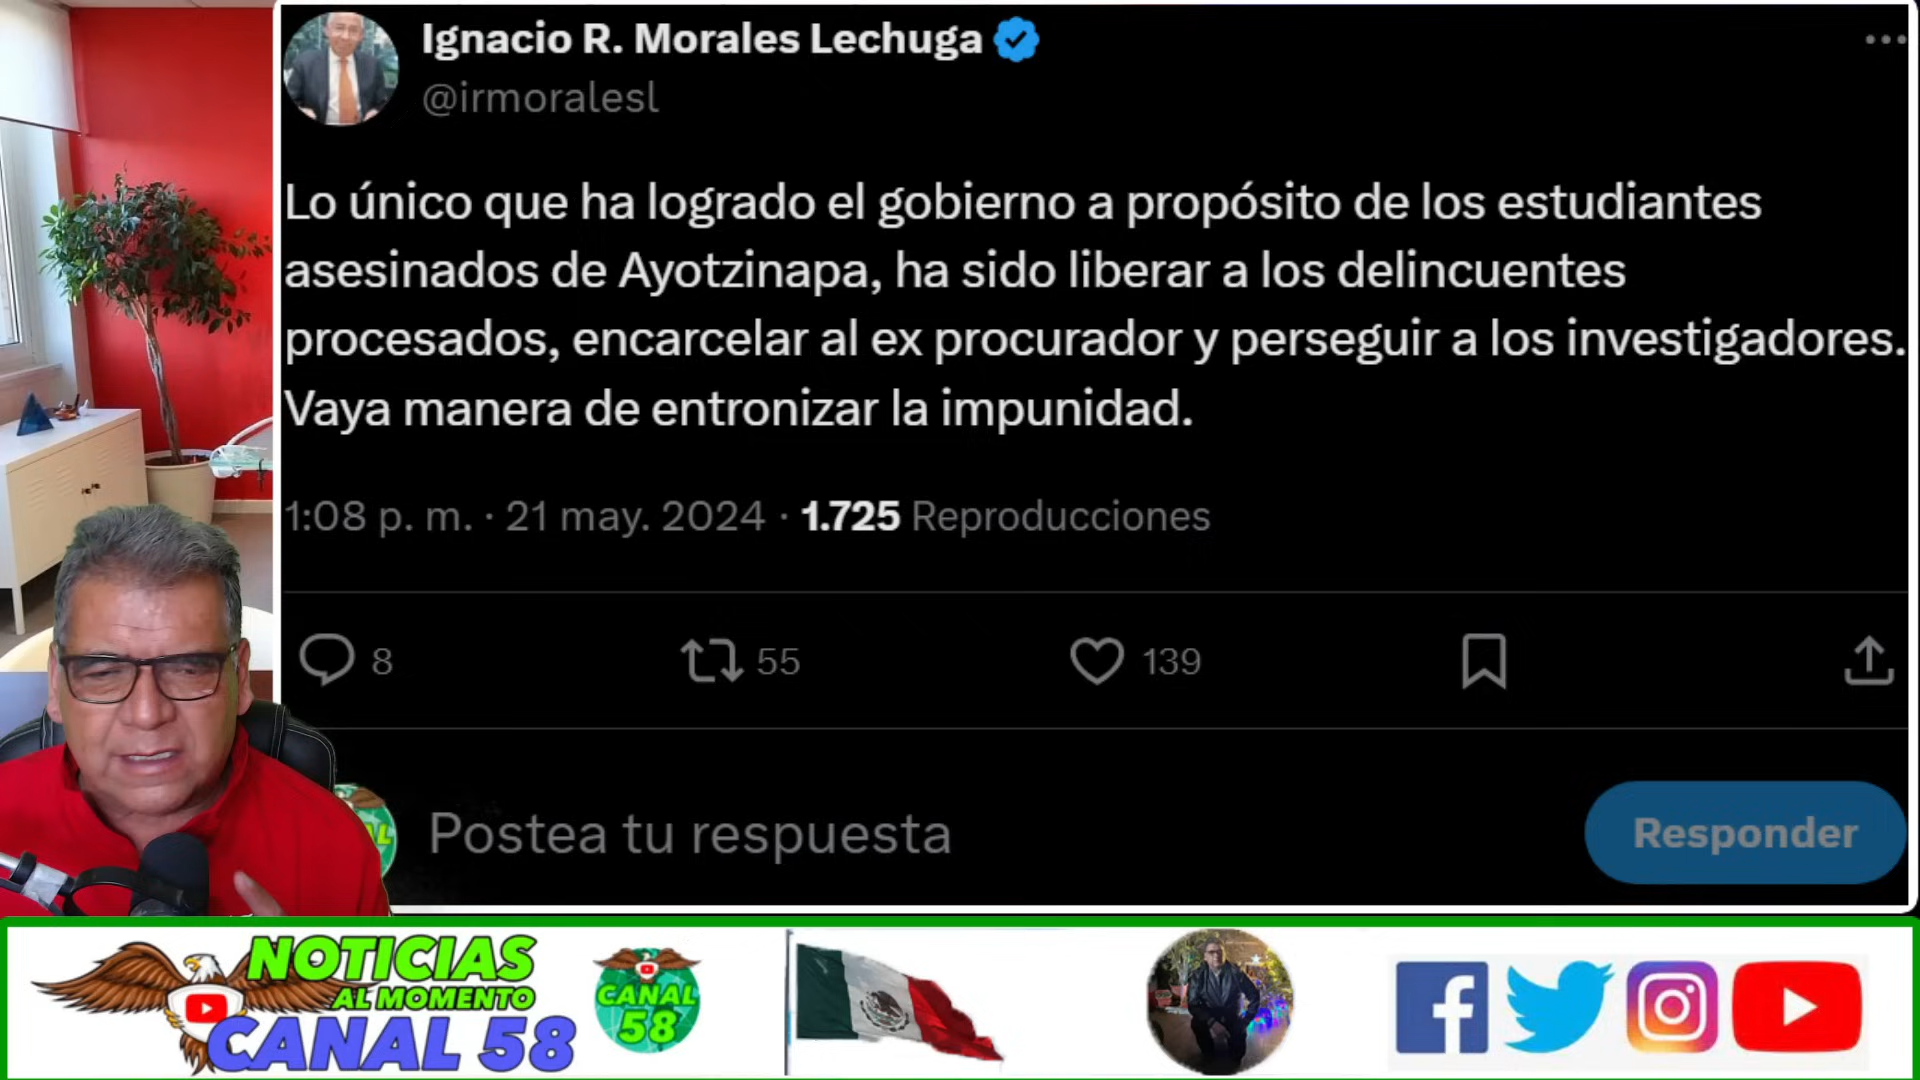 Ignacio R. Morales Lechuga
@irmoralesl
Lo único que ha logrado el gobierno a propósito de los estudiantes
asesinados de Ayotzinapa, ha sido liberar a los delincuentes
procesados, encarcelar al ex procurador y perseguir a los investigadores.
Vaya manera de entronizar la impunidad.
1:08 p. m. · 21 may. 2024 · 1.725 Reproducciones
8 55 139
Postea tu respuesta
Responder
NOTICIAS
AL MOMENTO
CANAL 58
CANAL
58